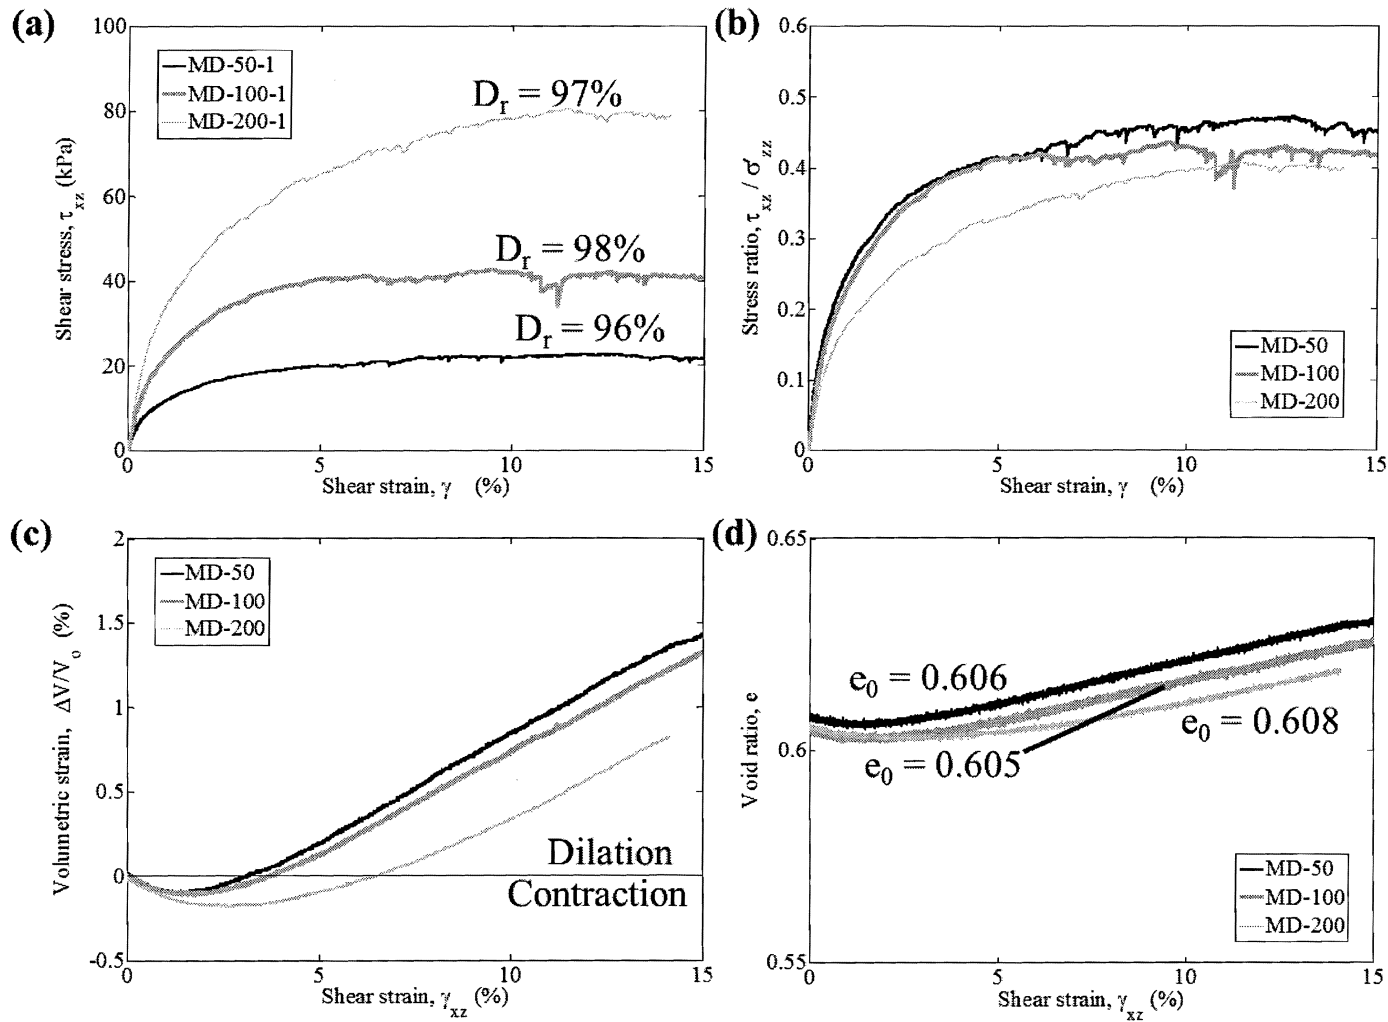 (a)
100
80
60
40
20
0
0
5
10
15
Shear stress, τxz (kPa)
Shear strain, γ (%)
MD-50-1
MD-100-1
MD-200-1
Dr = 97%
Dr = 98%
Dr = 96%
(b)
0.6
0.5
0.4
0.3
0.2
0.1
0
0
5
10
15
Stress ratio, τxz / σ'zz
Shear strain, γ (%)
MD-50
MD-100
MD-200
(c)
2
1.5
1
0.5
0
-0.5
0
5
10
15
Volumetric strain, ΔV/Vo (%)
Shear strain, γxz (%)
MD-50
MD-100
MD-200
Dilation
Contraction
(d)
0.65
0.6
0.55
0
5
10
15
Void ratio, e
Shear strain, γxz (%)
e0 = 0.606
e0 = 0.608
e0 = 0.605
MD-50
MD-100
MD-200